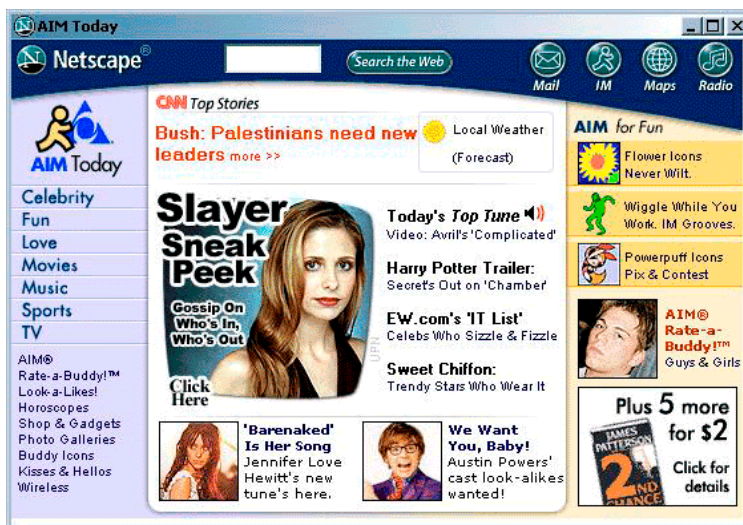 AIM Today
Netscape®
Search the Web
Mail
IM
Maps
Radio
AIM Today
Celebrity
Fun
Love
Movies
Music
Sports
TV
AIM®
Rate-a-Buddy!™
Look-a-Likes!
Horoscopes
Shop & Gadgets
Photo Galleries
Buddy Icons
Kisses & Hellos
Wireless
CNN Top Stories
Bush: Palestinians need new
leaders more >>
Local Weather
(Forecast)
Slayer
Sneak
Peek
Gossip On
Who's In,
Who's Out
Click
Here
UPN
Today's Top Tune
Video: Avril's 'Complicated'
Harry Potter Trailer:
Secret's Out on 'Chamber'
EW.com's 'IT List'
Celebs Who Sizzle & Fizzle
Sweet Chiffon:
Trendy Stars Who Wear It
'Barenaked'
Is Her Song
Jennifer Love
Hewitt's new
tune's here.
We Want
You, Baby!
Austin Powers'
cast look-alikes
wanted!
AIM for Fun
Flower Icons
Never Wilt.
Wiggle While You
Work. IM Grooves.
Powerpuff Icons
Pix & Contest
AIM®
Rate-a-
Buddy!™
Guys & Girls
Plus 5 more
for $2
JAMES
PATTERSON
2ND
CHANCE
Click for
details